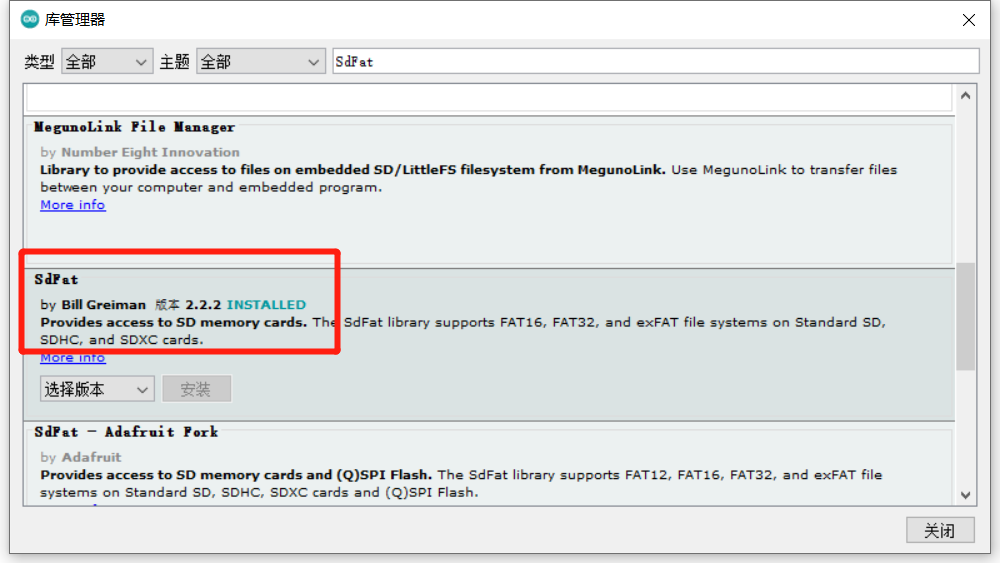 库管理器
类型 全部 主题 全部 SdFat
MegunoLink File Manager
by Number Eight Innovation
Library to provide access to files on embedded SD/LittleFS filesystem from MegunoLink. Use MegunoLink to transfer files
between your computer and embedded program.
More info
SdFat
by Bill Greiman 版本 2.2.2 INSTALLED
Provides access to SD memory cards. The SdFat library supports FAT16, FAT32, and exFAT file systems on Standard SD,
SDHC, and SDXC cards.
More info
选择版本 安装
SdFat - Adafruit Fork
by Adafruit
Provides access to SD memory cards and (Q)SPI Flash. The SdFat library supports FAT12, FAT16, FAT32, and exFAT file
systems on Standard SD, SDHC, SDXC cards and (Q)SPI Flash.
关闭